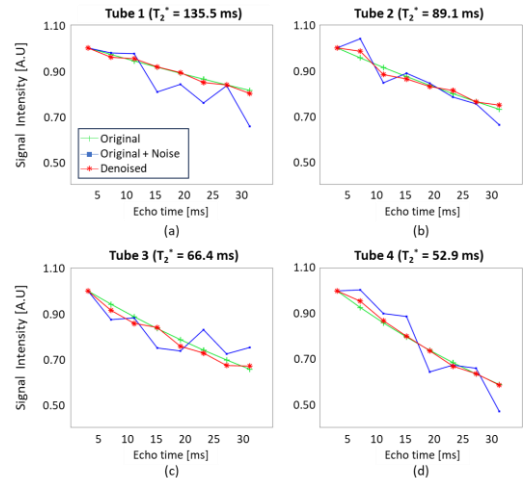 Tube 1 (T2* = 135.5 ms)
Tube 2 (T2* = 89.1 ms)
Signal Intensity [A.U]
1.10
0.90
0.70
0.50
Original
Original + Noise
Denoised
5 10 15 20 25 30
Echo time [ms]
(a)
1.10
0.90
0.70
0.50
5 10 15 20 25 30
Echo time [ms]
(b)
Tube 3 (T2* = 66.4 ms)
Tube 4 (T2* = 52.9 ms)
Signal Intensity [A.U]
1.10
0.90
0.70
0.50
5 10 15 20 25 30
Echo time [ms]
(c)
1.10
0.90
0.70
0.50
5 10 15 20 25 30
Echo time [ms]
(d)